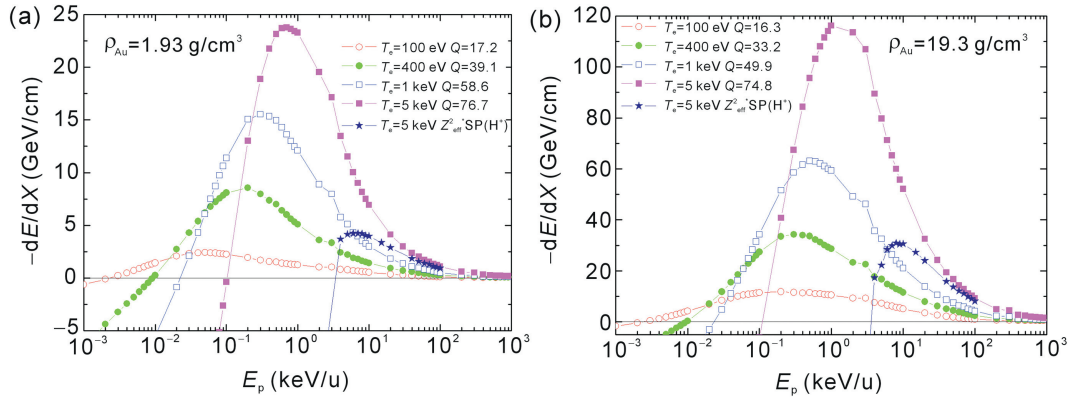 (a)
ρAu=1.93 g/cm³
Te=100 eV Q=17.2
Te=400 eV Q=39.1
Te=1 keV Q=58.6
Te=5 keV Q=76.7
Te=5 keV Z²eff*SP(H⁺)
−dE/dX (GeV/cm)
25
20
15
10
5
0
−5
10⁻³ 10⁻² 10⁻¹ 10⁰ 10¹ 10² 10³
Ep (keV/u)
(b)
ρAu=19.3 g/cm³
Te=100 eV Q=16.3
Te=400 eV Q=33.2
Te=1 keV Q=49.9
Te=5 keV Q=74.8
Te=5 keV Z²eff*SP(H⁺)
−dE/dX (GeV/cm)
120
100
80
60
40
20
0
10⁻³ 10⁻² 10⁻¹ 10⁰ 10¹ 10² 10³
Ep (keV/u)